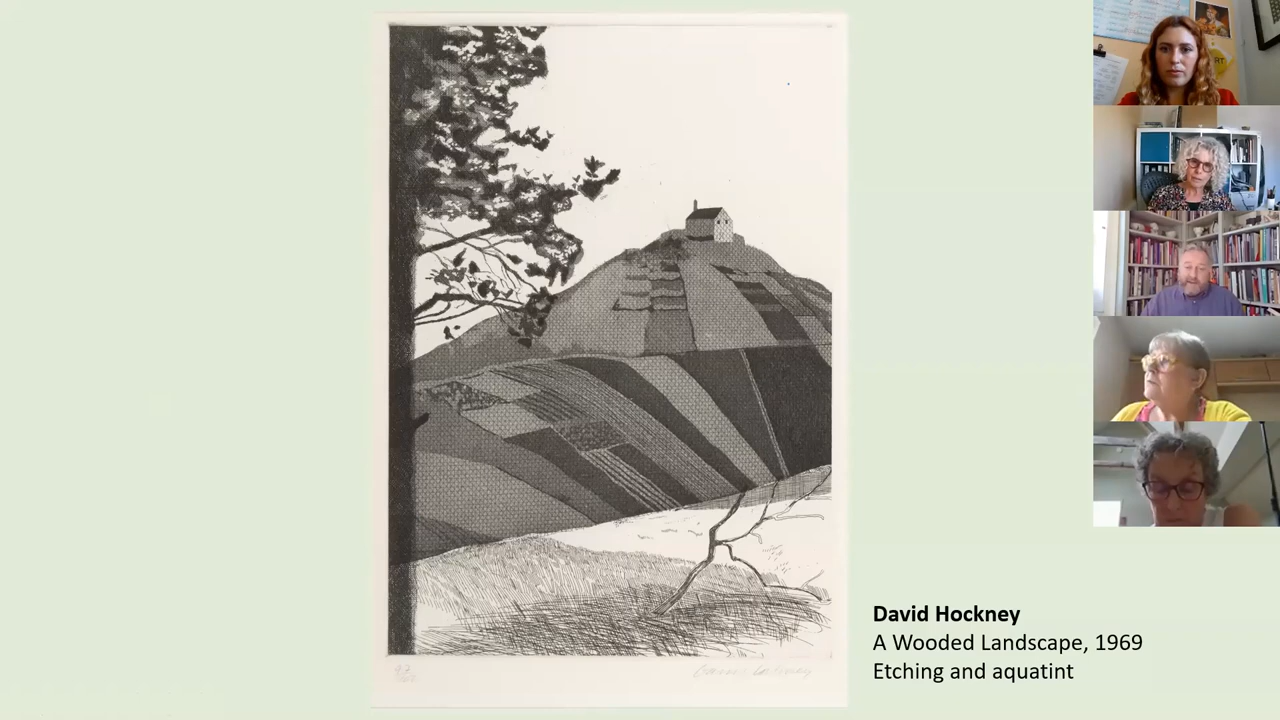 David Hockney
A Wooded Landscape, 1969
Etching and aquatint